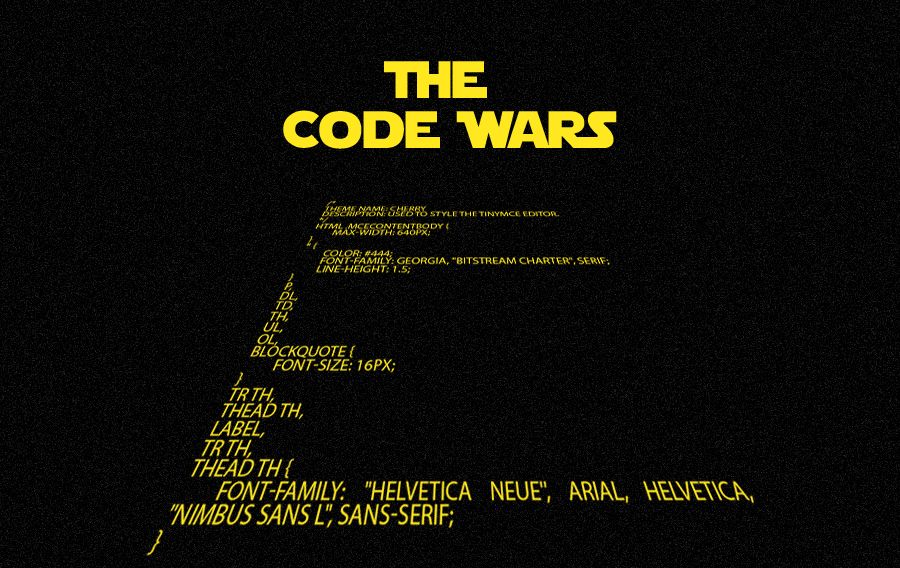 THE
CODE WARS
/*
THEME NAME: CHERRY
DESCRIPTION: USED TO STYLE THE TINYMCE EDITOR.
*/
HTML .MCECONTENTBODY {
MAX-WIDTH: 640PX;
}
* {
COLOR: #444;
FONT-FAMILY: GEORGIA, "BITSTREAM CHARTER", SERIF;
LINE-HEIGHT: 1.5;
}
P,
DL,
TD,
TH,
UL,
OL,
BLOCKQUOTE {
FONT-SIZE: 16PX;
}
TR TH,
THEAD TH,
LABEL,
TR TH,
THEAD TH {
FONT-FAMILY: "HELVETICA NEUE", ARIAL, HELVETICA,
"NIMBUS SANS L", SANS-SERIF;
}